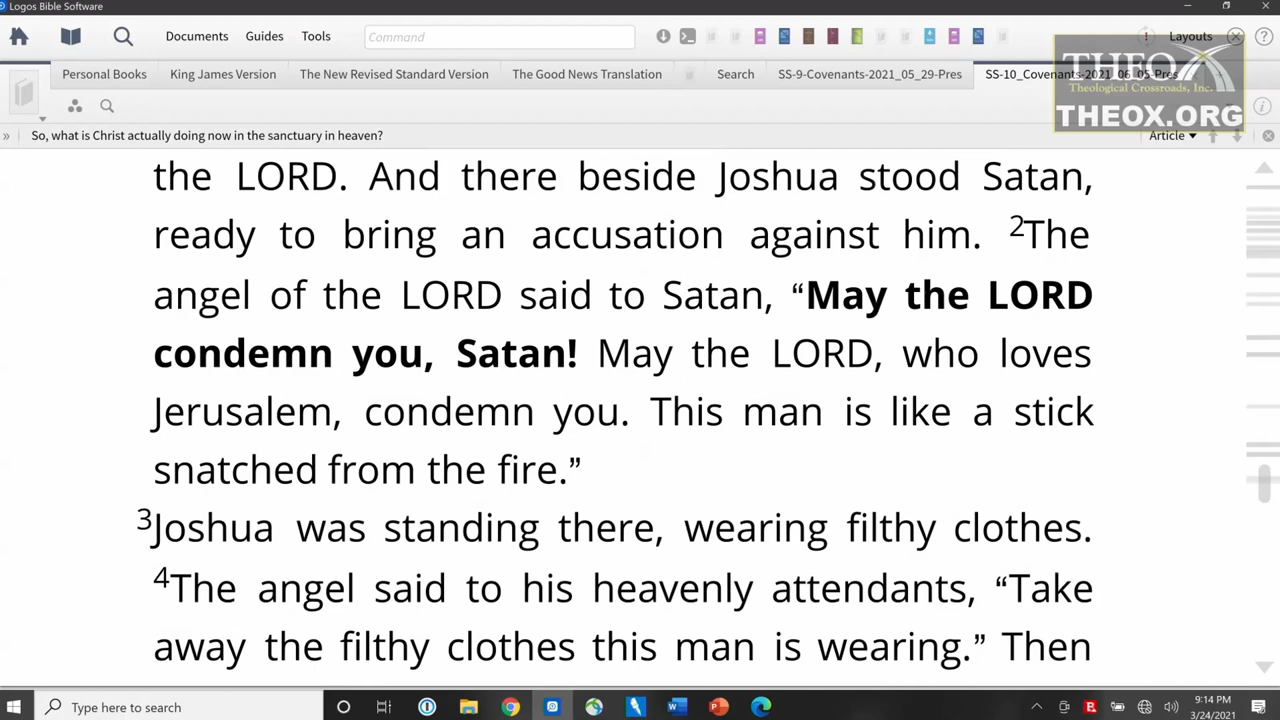 Logos Bible Software
Documents Guides Tools Command Layouts
Personal Books King James Version The New Revised Standard Version The Good News Translation Search SS-9-Covenants-2021_05_29-Pres SS-10_Covenants-2021_06_05-Pres
THEOX
Theological Crossroads, Inc.
THEOX.ORG
So, what is Christ actually doing now in the sanctuary in heaven? Article
the LORD. And there beside Joshua stood Satan,
ready to bring an accusation against him. 2The
angel of the LORD said to Satan, “May the LORD
condemn you, Satan! May the LORD, who loves
Jerusalem, condemn you. This man is like a stick
snatched from the fire.”
3Joshua was standing there, wearing filthy clothes.
4The angel said to his heavenly attendants, “Take
away the filthy clothes this man is wearing.” Then
Type here to search
9:14 PM
3/24/2021